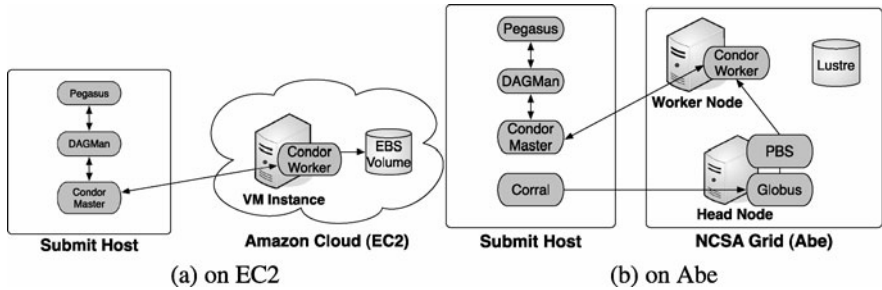 Pegasus
DAGMan
Condor
Master
Submit Host
Condor
Worker
VM Instance
EBS
Volume
Amazon Cloud (EC2)
(a) on EC2
Pegasus
DAGMan
Condor
Master
Corral
Submit Host
Condor
Worker
Worker Node
Lustre
PBS
Globus
Head Node
NCSA Grid (Abe)
(b) on Abe